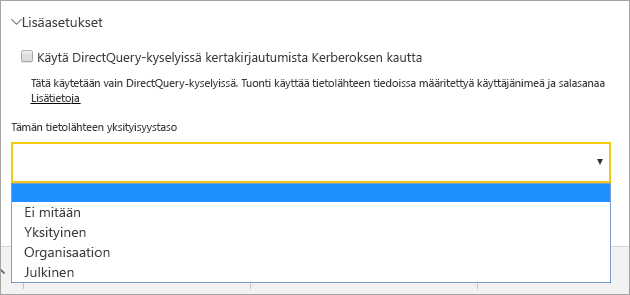 Lisäasetukset
Käytä DirectQuery-kyselyissä kertakirjautumista Kerberoksen kautta
Tätä käytetään vain DirectQuery-kyselyissä. Tuonti käyttää tietolähteen tiedoissa määritettyä käyttäjänimeä ja salasanaa
Lisätietoja
Tämän tietolähteen yksityisyystaso
Ei mitään
Yksityinen
Organisaation
Julkinen